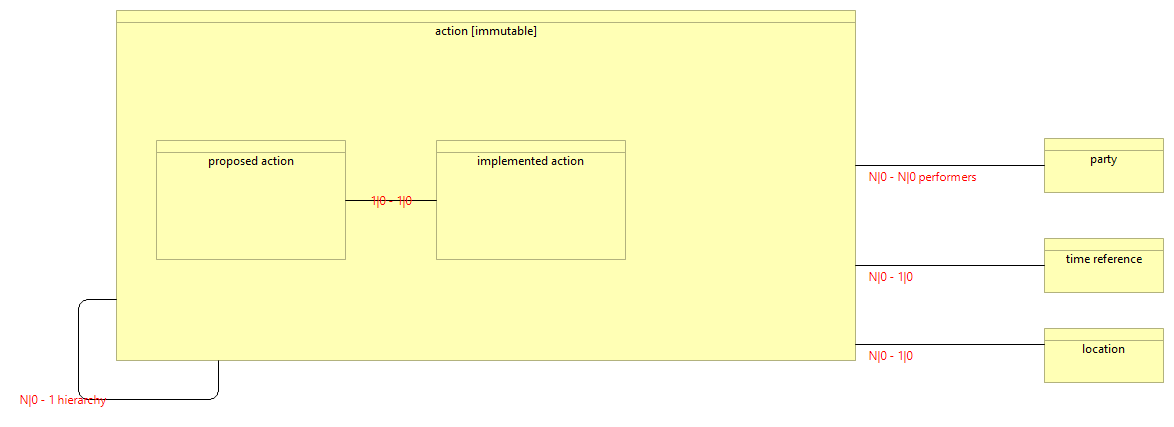 action [immutable]
proposed action
implemented action
1|0 - 1|0
party
N|0 - N|0 performers
time reference
N|0 - 1|0
location
N|0 - 1|0
N|0 - 1 hierarchy